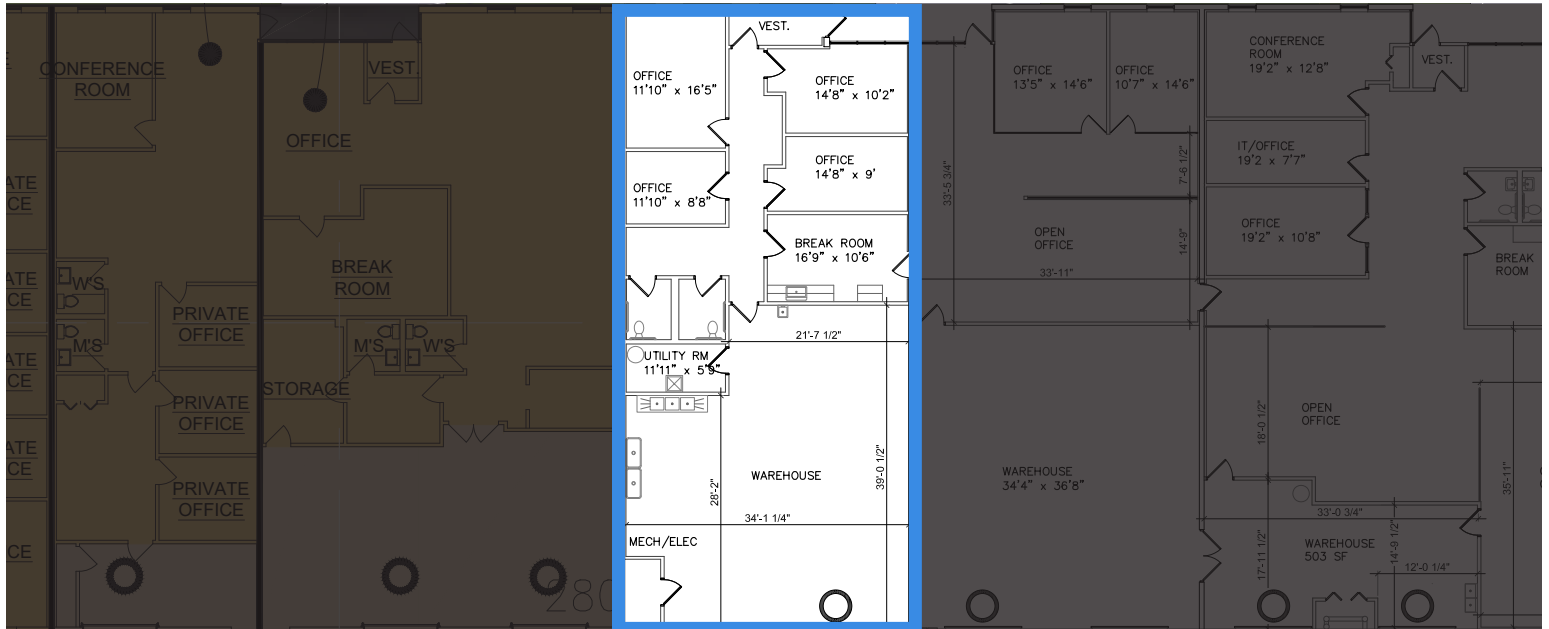 CONFERENCE
ROOM
VEST.
OFFICE
BREAK
ROOM
W'S
M'S
PRIVATE
OFFICE
PRIVATE
OFFICE
PRIVATE
OFFICE
STORAGE
M'S
W'S
280
VEST.
OFFICE
11'10" x 16'5"
OFFICE
14'8" x 10'2"
OFFICE
14'8" x 9'
OFFICE
11'10" x 8'8"
BREAK ROOM
16'9" x 10'6"
21'-7 1/2"
UTILITY RM
11'11" x 5'9"
WAREHOUSE
28'-2"
39'-0 1/2"
34'-1 1/4"
MECH/ELEC
OFFICE
13'5" x 14'6"
OFFICE
10'7" x 14'6"
33'-5 3/4"
7'-6 1/2"
OPEN
OFFICE
14'-9"
33'-11"
WAREHOUSE
34'4" x 36'8"
CONFERENCE
ROOM
19'2" x 12'8"
VEST.
IT/OFFICE
19'2 x 7'7"
OFFICE
19'2" x 10'8"
BREAK
ROOM
OPEN
OFFICE
18'-0 1/2"
35'-11"
33'-0 3/4"
WAREHOUSE
503 SF
17'-11 1/2"
14'-9 1/2"
12'-0 1/4"